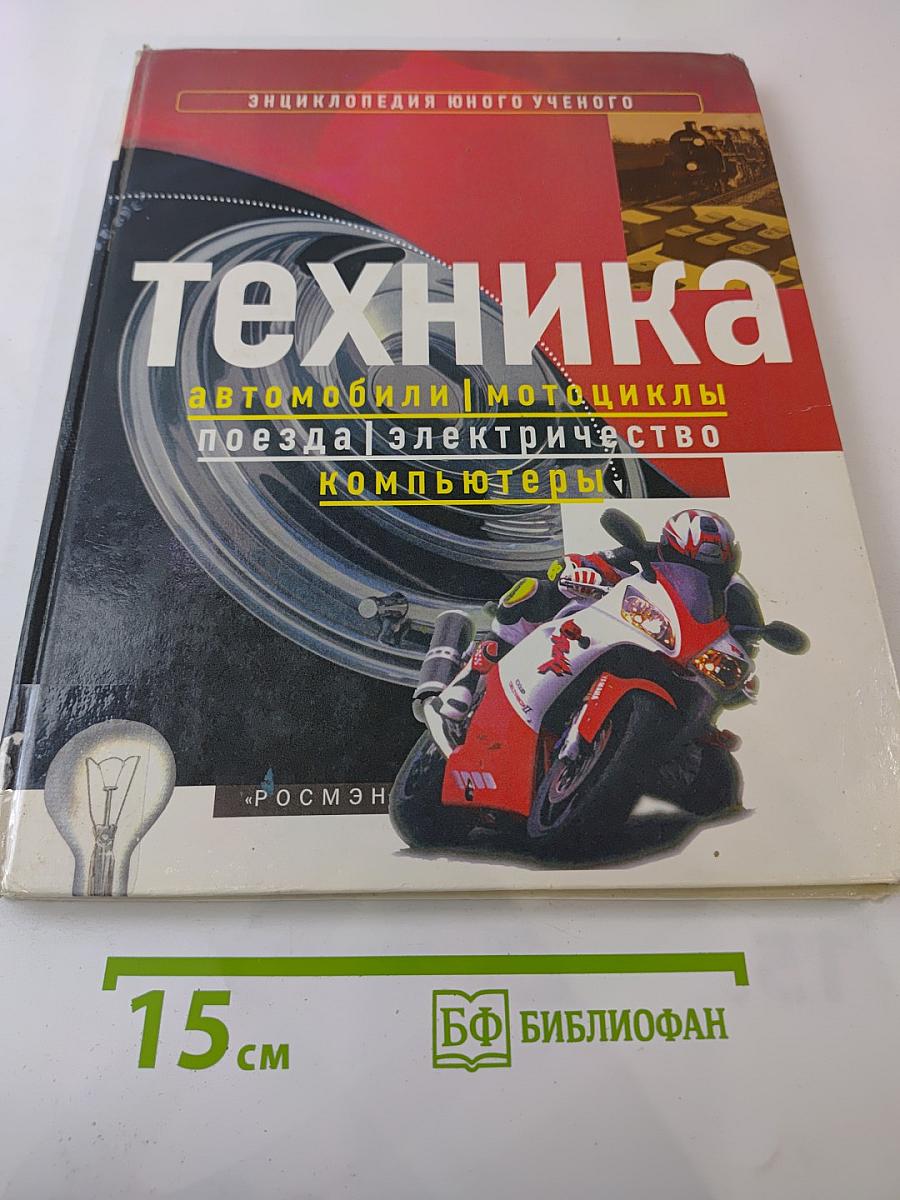 ЭНЦИКЛОПЕДИЯ ЮНОГО УЧЕНОГО
техника
автомобили|мотоциклы
поезда|электричество
компьютеры
«РОСМЭН
15 см
БФ БИБЛИОФАН